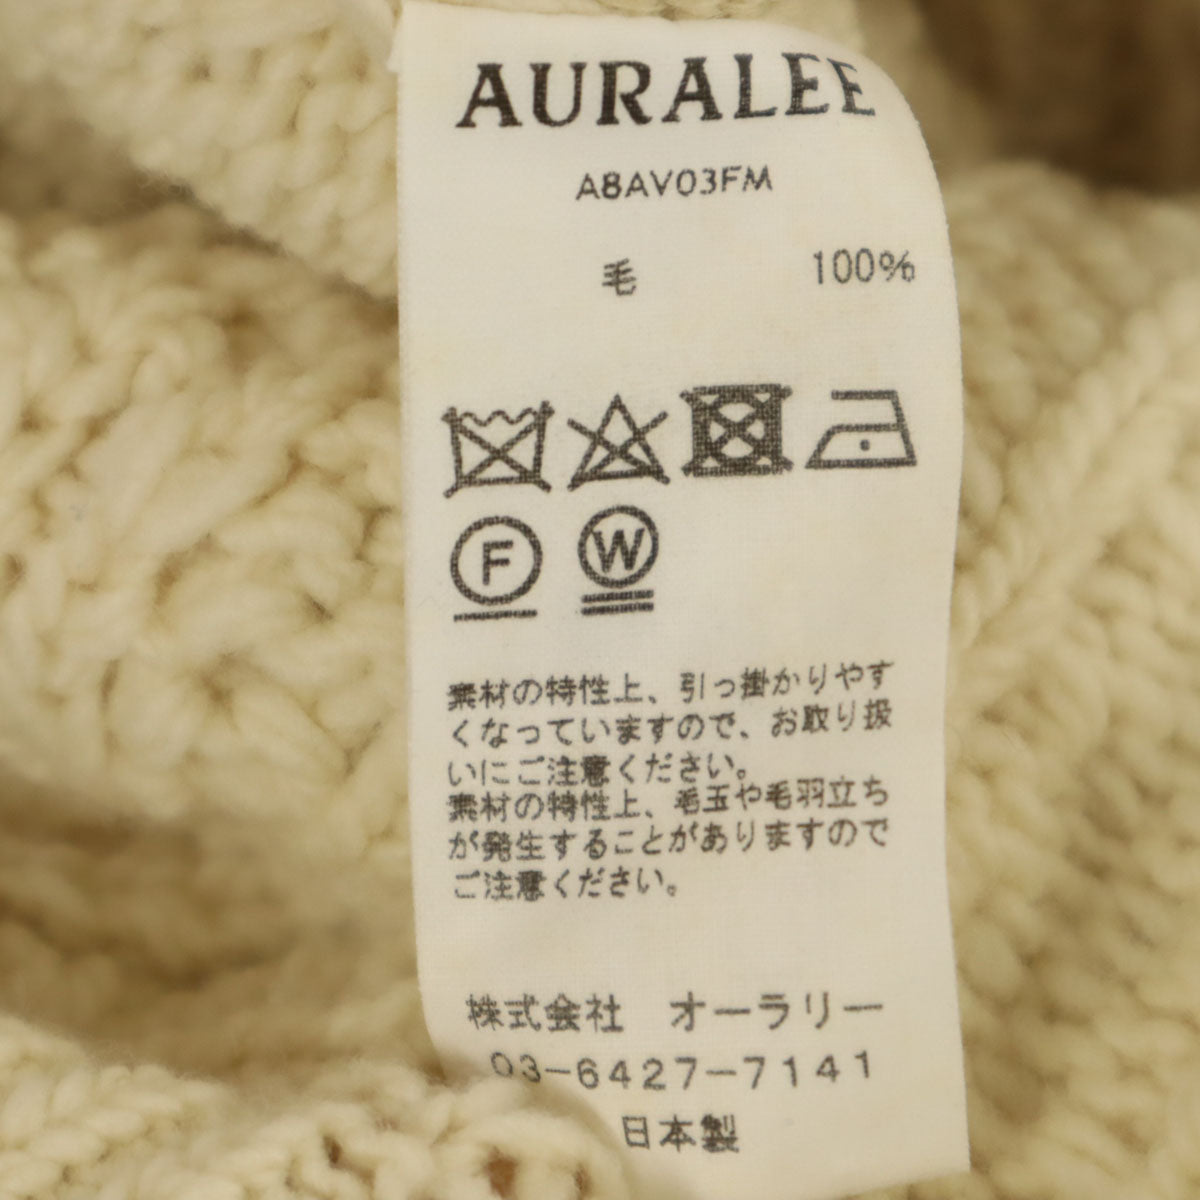 AURALEE
A8AV03FM
毛 100%
F W
素材の特性上、引っ掛かりやす
くなっていますので、お取り扱
いにご注意ください。
素材の特性上、毛玉や毛羽立ち
が発生することがありますので
ご注意ください。
株式会社 オーラリー
03-6427-7141
日本製